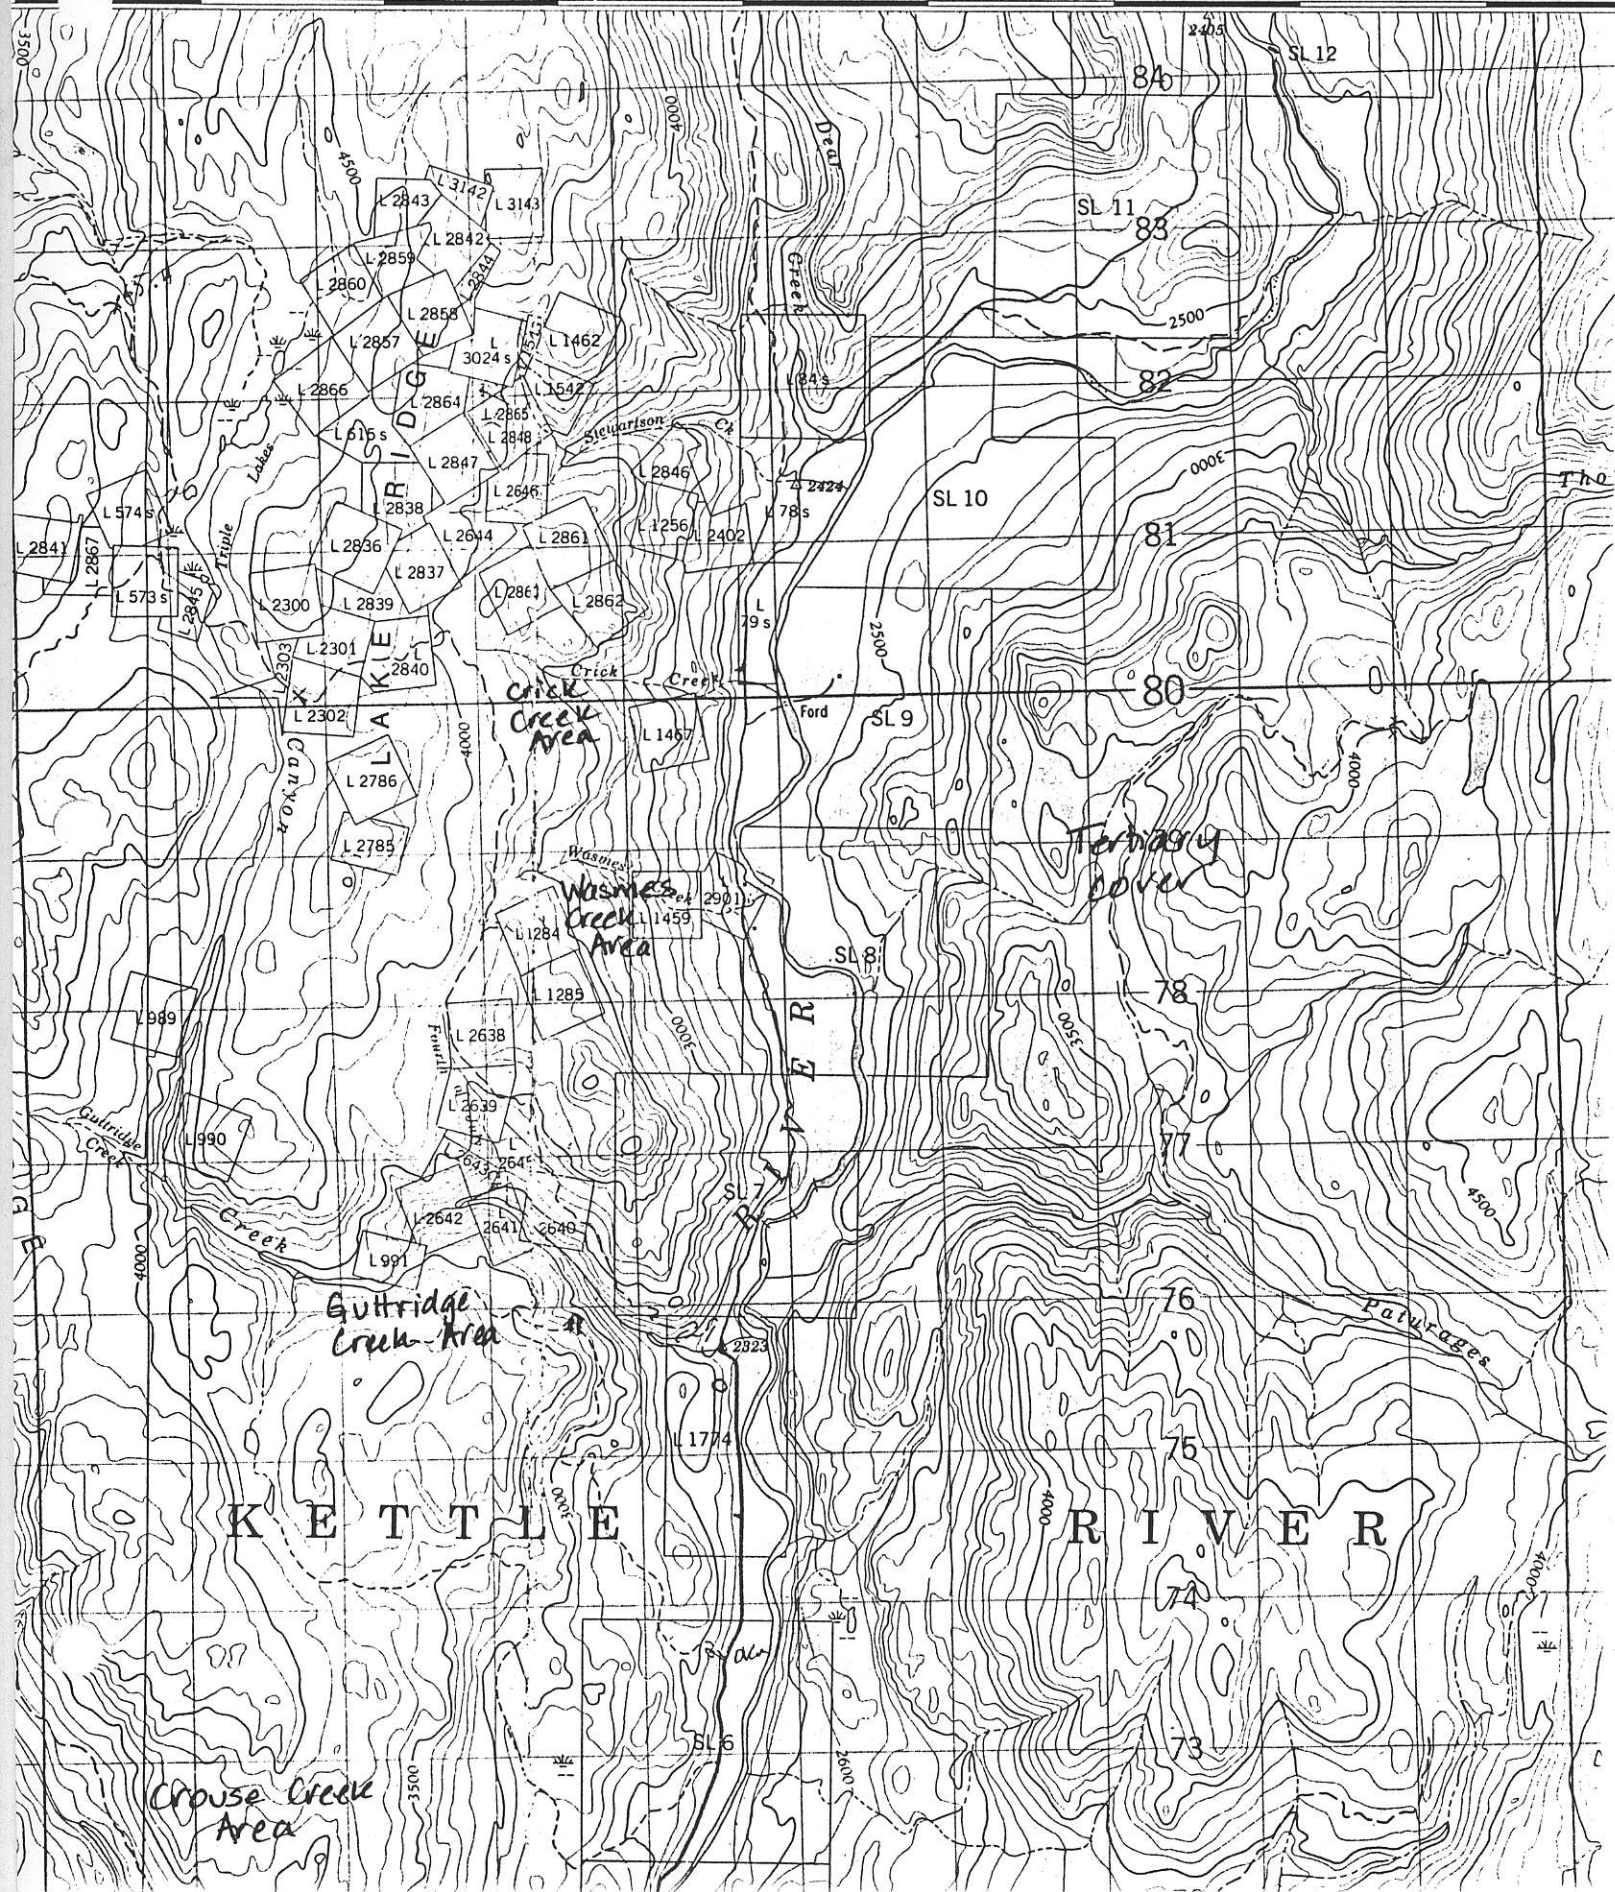 3500
2405
SL 12
84
4000
Deal
4500
L 3142
L 2843
L 3143
SL 11
83
L 2842
L 2859
L 2844
L 2860
Creek
L 2858
2500
L 2857
L
3024 s
L 1462
L 2866
L 1542
L 84 s
82
L 2864
L 2865
L 615 s
L 2848
Stewartson
Ck
L 2847
Lakes
LAKE RIDGE
L 2846
3000
L 2646
2424
SL 10
Tho
L 574 s
L 2838
L 78 s
L 1256
L 2402
81
L 2841
L 2867
L 2836
L 2644
L 2861
Triple
L 2837
L 573 s
L 2845
L 2300
L 2839
L 2862
L
79 s
2500
L 2303
L 2301
L
2840
Crick
Creek
80
Crick
Creek
Area
L 2302
Ford
SL 9
L 1467
4000
Canyon
4000
L 2786
L 2785
Tertiary
cover
Wasmes
Wasmes
Creek
Area
2901
L 1459
L 1284
SL 8
L 1285
78
L 989
L 2638
3000
3500
Fourth
RIVER
L 2639
Guttridge
Creek
L 990
77
L
264
2643
SL 7
4500
L 2642
L
2641
2640
Creek
L 991
4000
Guttridge
Creek Area
76
Paturages
2323
L 1774
75
KETTLE RIVER
3000
4000
74
4000
SL 6
73
2600
3500
Crouse Creek
Area